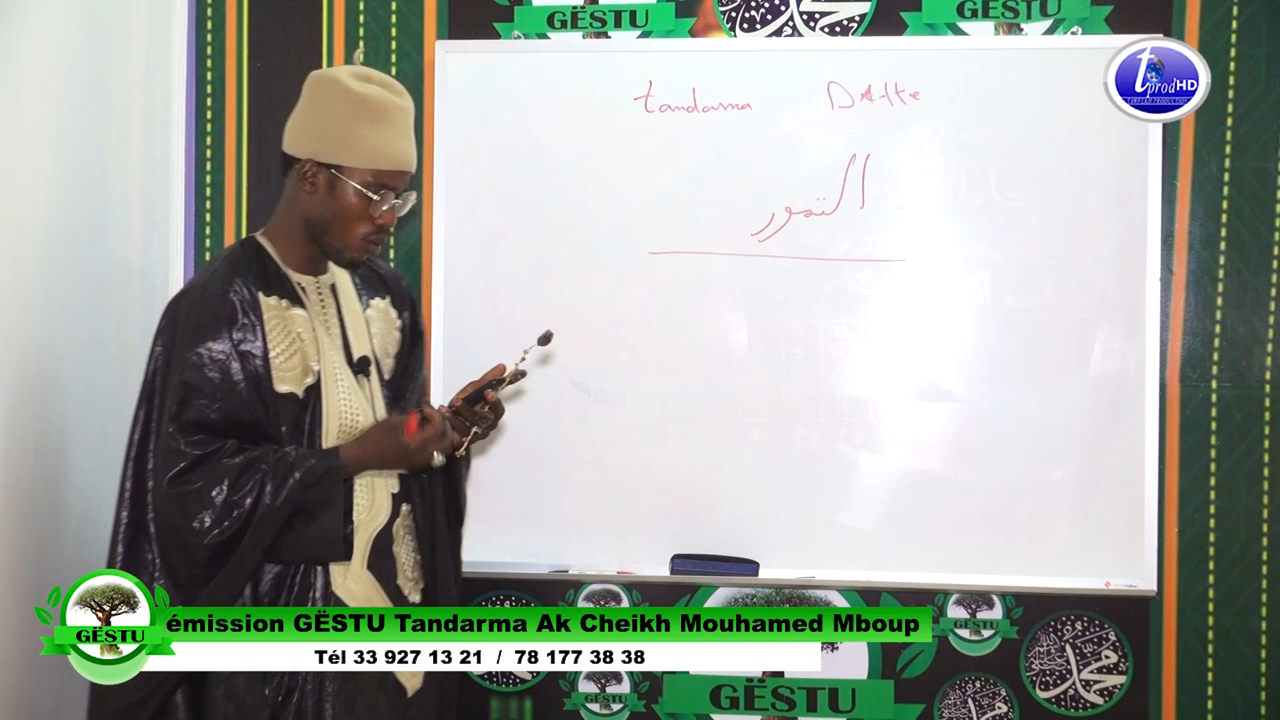 GËSTU
GËSTU
tprodHD
tandarma DAtte
التمور
émission GËSTU Tandarma Ak Cheikh Mouhamed Mboup
GËSTU
Tél 33 927 13 21 / 78 177 38 38
GËSTU
GËSTU
GËSTU
محمد